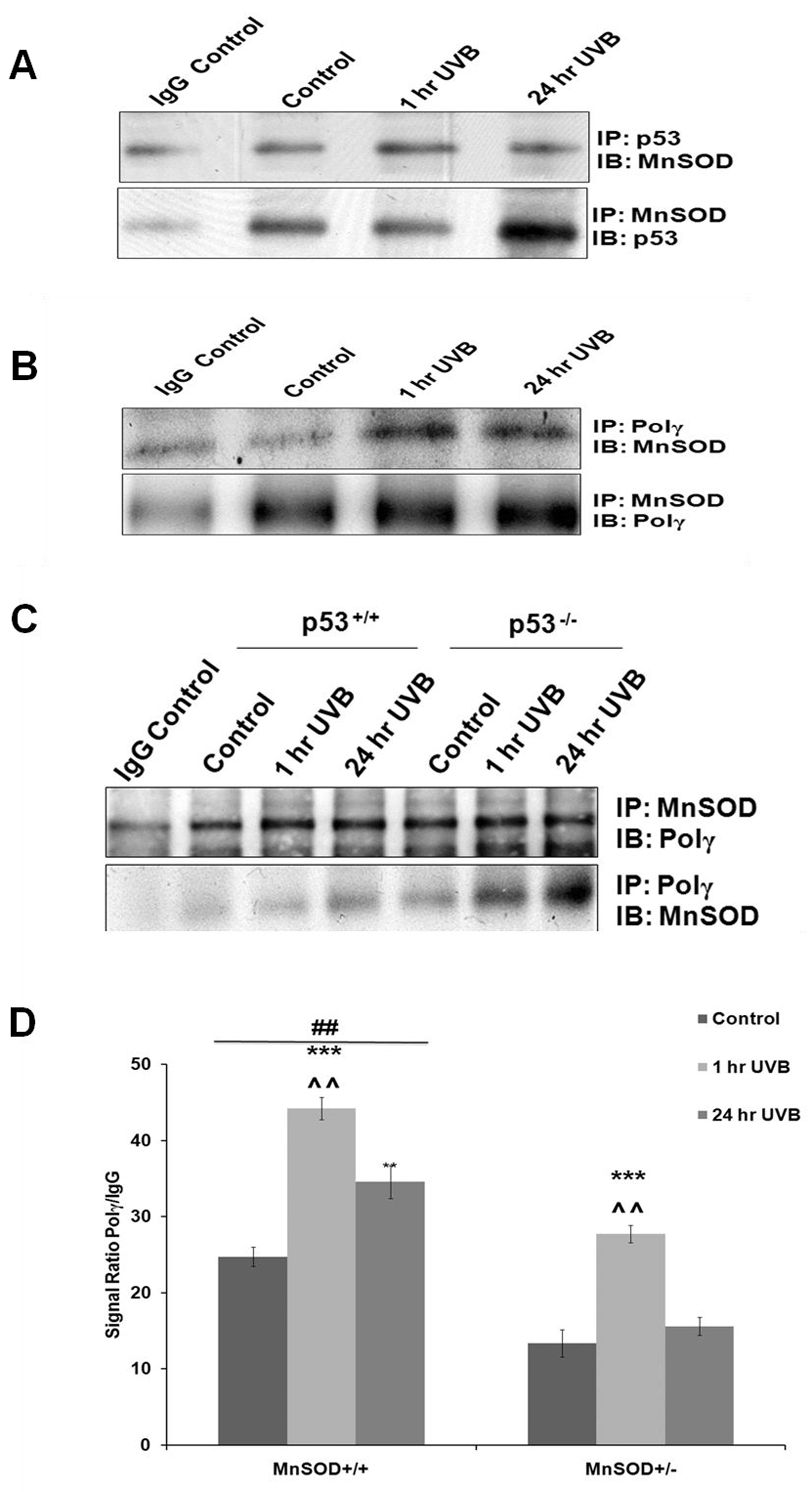 A
IgG Control
Control
1 hr UVB
24 hr UVB
IP: p53
IB: MnSOD
IP: MnSOD
IB: p53
B
IgG Control
Control
1 hr UVB
24 hr UVB
IP: Polγ
IB: MnSOD
IP: MnSOD
IB: Polγ
C
p53 +/+
p53 -/-
IgG Control
Control
1 hr UVB
24 hr UVB
Control
1 hr UVB
24 hr UVB
IP: MnSOD
IB: Polγ
IP: Polγ
IB: MnSOD
D
Control
1 hr UVB
24 hr UVB
##
***
^^
**
***
^^
Signal Ratio Polγ/IgG
50
40
30
20
10
0
MnSOD+/+
MnSOD+/-